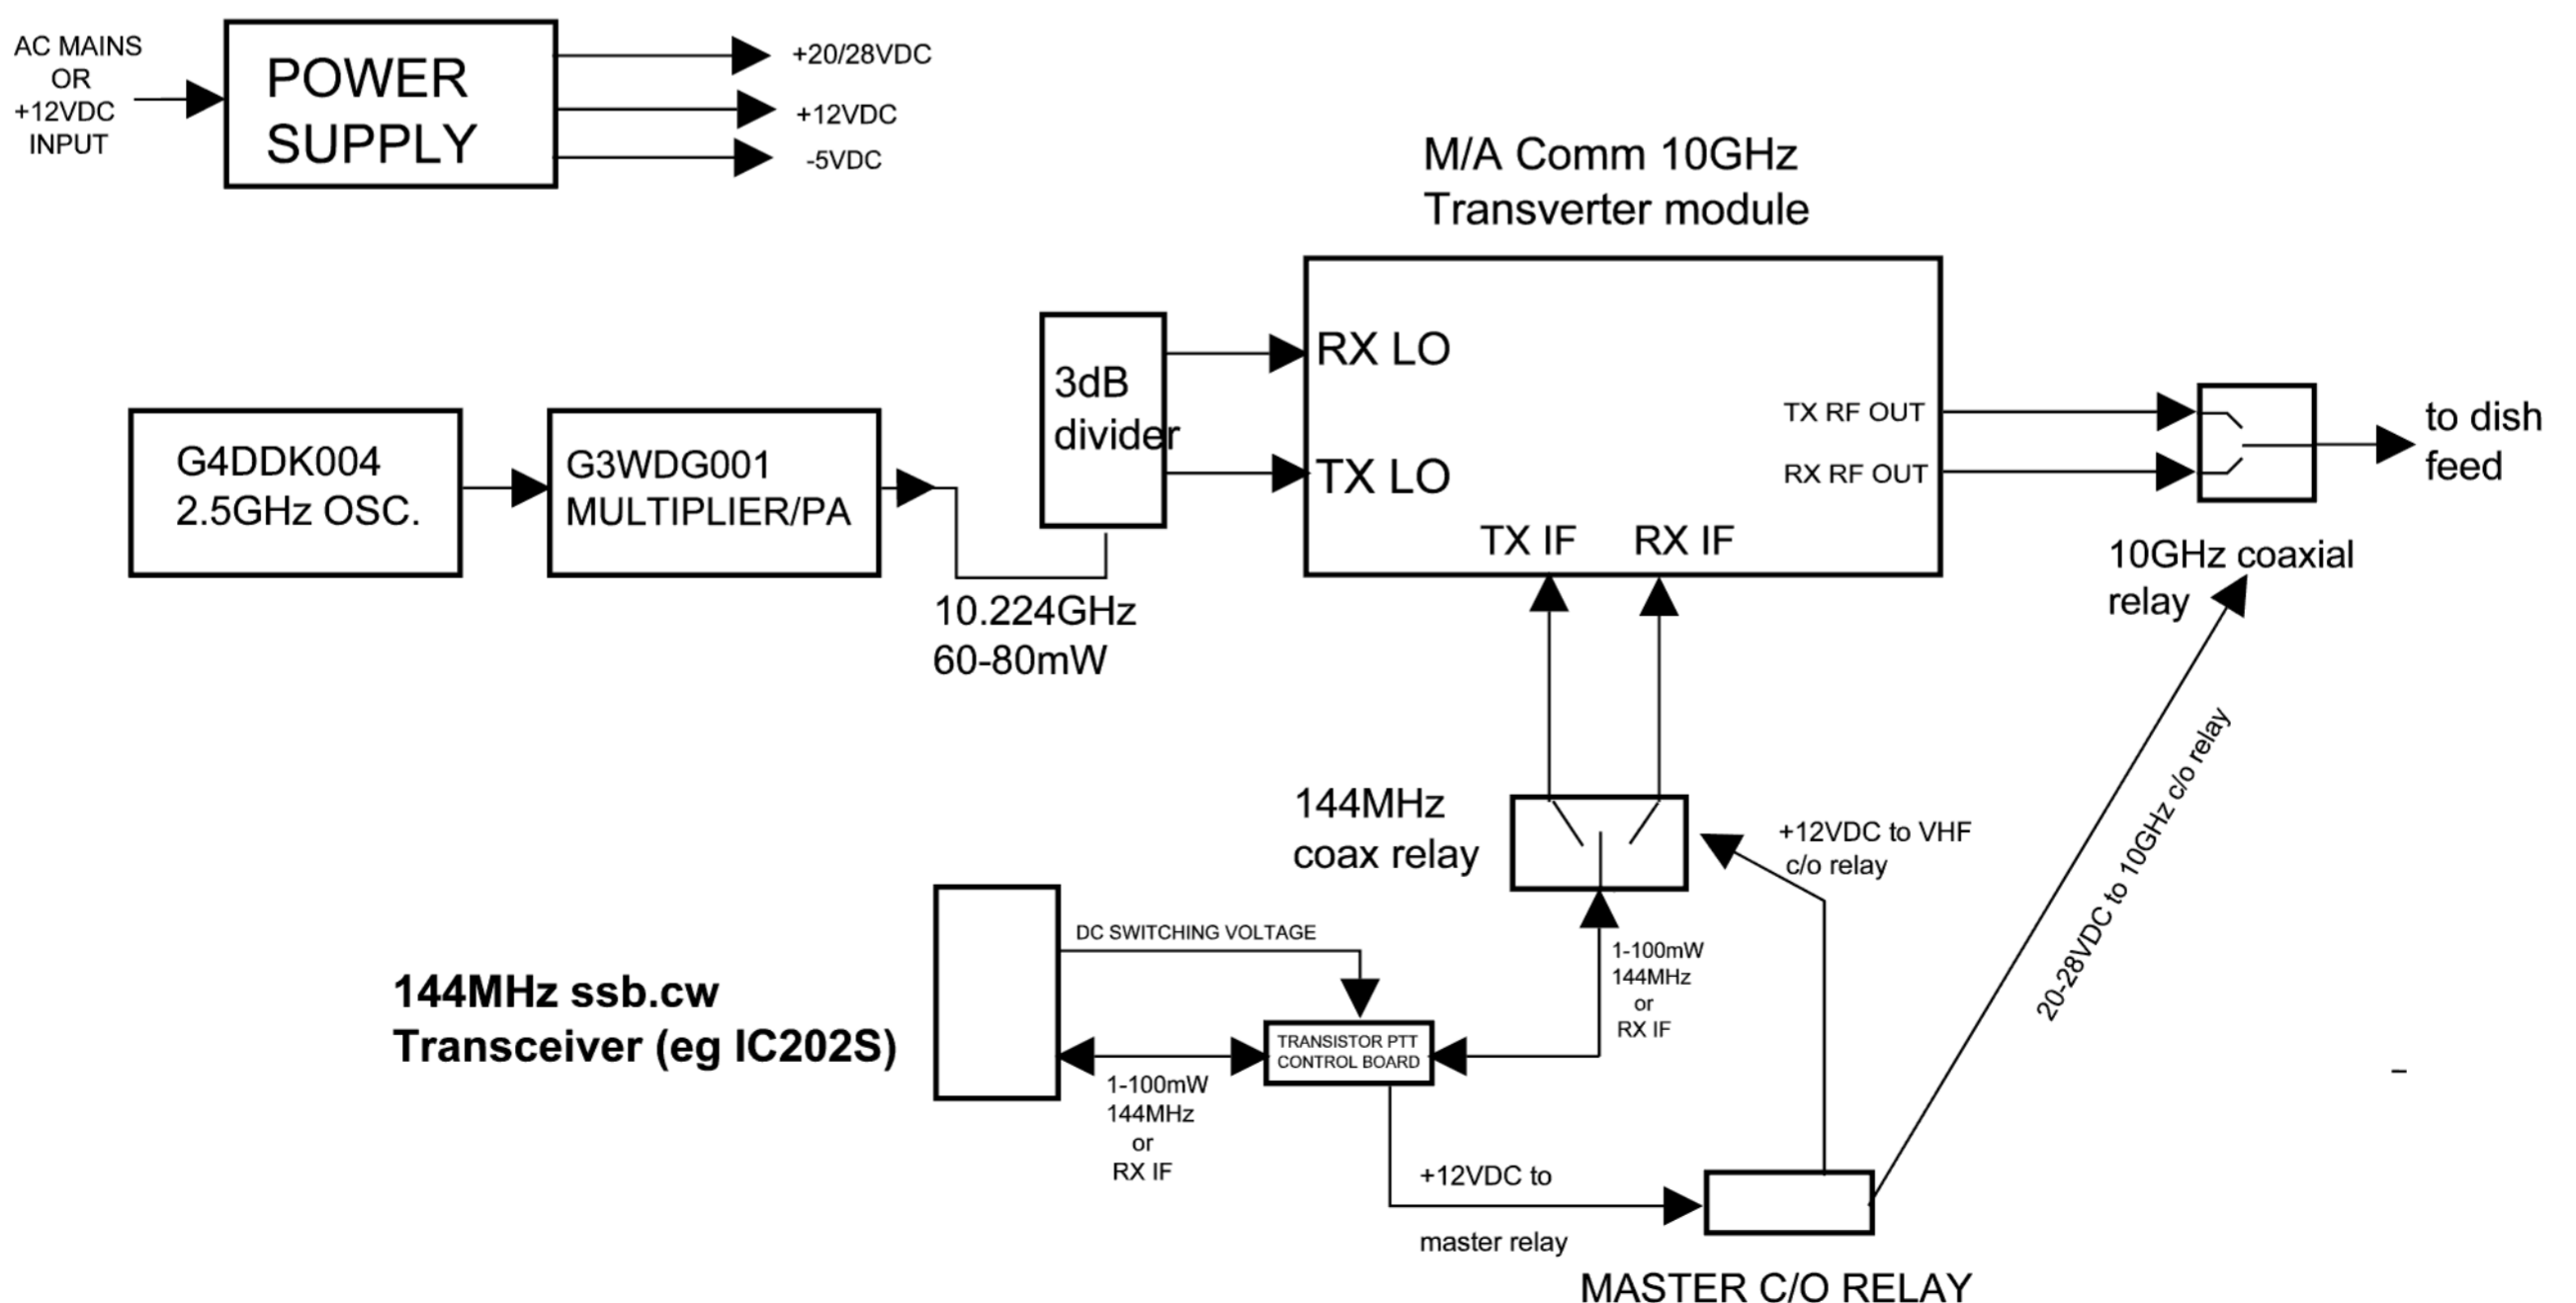 AC MAINS
OR
+12VDC
INPUT
POWER
SUPPLY
+20/28VDC
+12VDC
-5VDC
M/A Comm 10GHz
Transverter module
G4DDK004
2.5GHz OSC.
G3WDG001
MULTIPLIER/PA
10.224GHz
60-80mW
3dB
divider
RX LO
TX LO
TX RF OUT
RX RF OUT
TX IF RX IF
to dish
feed
10GHz coaxial
relay
144MHz
coax relay
+12VDC to VHF
c/o relay
20-28VDC to 10GHz c/o relay
DC SWITCHING VOLTAGE
1-100mW
144MHz
or
RX IF
144MHz ssb.cw
Transceiver (eg IC202S)
TRANSISTOR PTT
CONTROL BOARD
1-100mW
144MHz
or
RX IF
+12VDC to
master relay
MASTER C/O RELAY